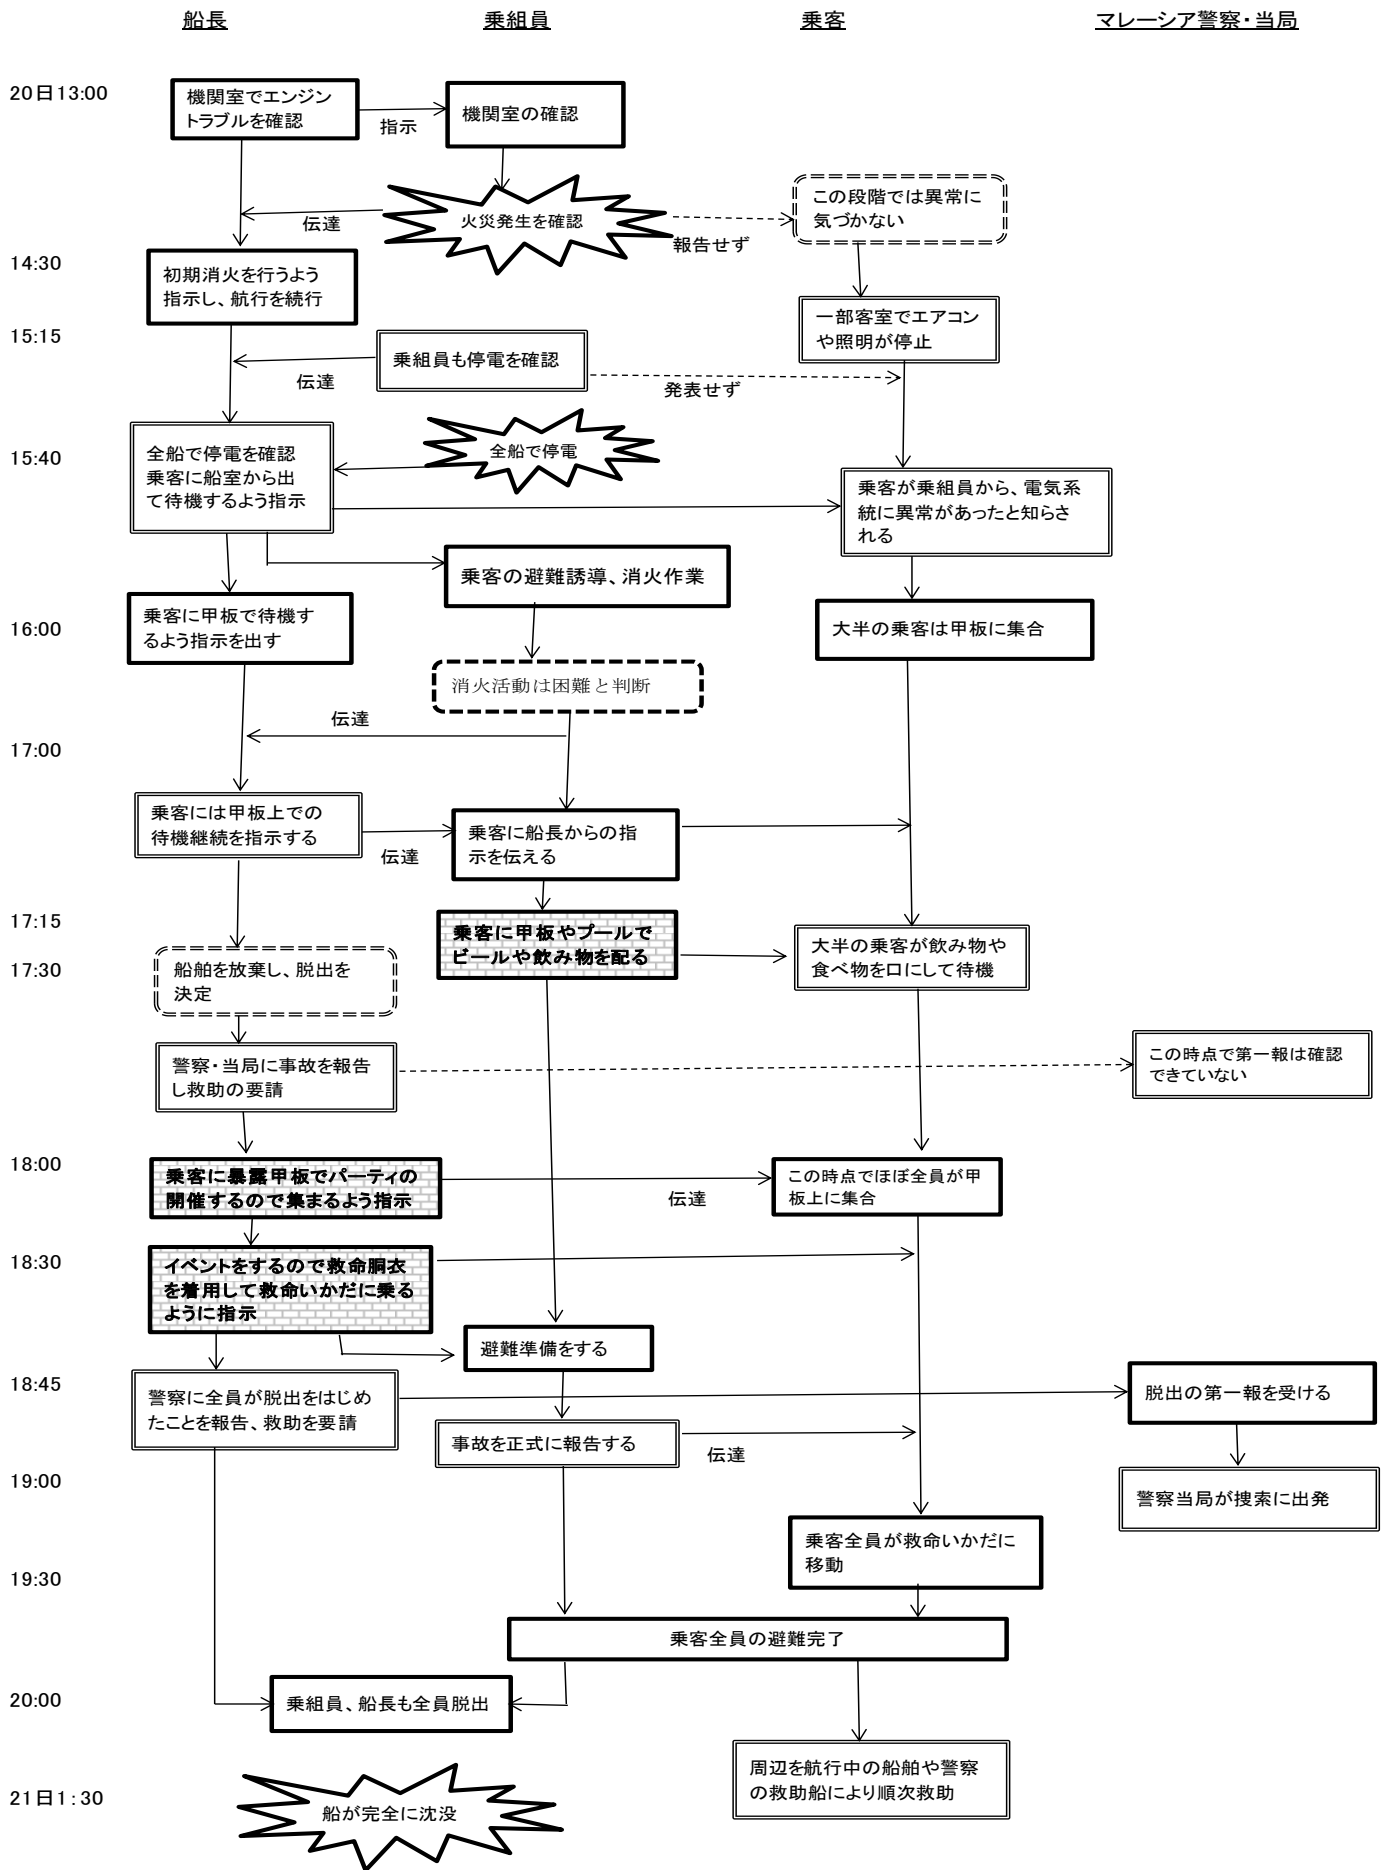 船長
乗組員
乗客
マレーシア警察・当局
20日13:00
機関室でエンジン
トラブルを確認
指示
機関室の確認
火災発生を確認
伝達
報告せず
この段階では異常に
気づかない
14:30
初期消火を行うよう
指示し、航行を続行
一部客室でエアコン
や照明が停止
15:15
乗組員も停電を確認
伝達
発表せず
全船で停電
15:40
全船で停電を確認
乗客に船室から出
て待機するよう指示
乗客が乗組員から、電気系
統に異常があったと知らさ
れる
乗客の避難誘導、消火作業
16:00
乗客に甲板で待機す
るよう指示を出す
大半の乗客は甲板に集合
消火活動は困難と判断
伝達
17:00
乗客には甲板上での
待機継続を指示する
伝達
乗客に船長からの指
示を伝える
17:15
乗客に甲板やプールで
ビールや飲み物を配る
大半の乗客が飲み物や
食べ物を口にして待機
17:30
船舶を放棄し、脱出を
決定
警察・当局に事故を報告
し救助の要請
この時点で第一報は確認
できていない
18:00
乗客に暴露甲板でパーティの
開催するので集まるよう指示
伝達
この時点でほぼ全員が甲
板上に集合
18:30
イベントをするので救命胴衣
を着用して救命いかだに乗る
ように指示
避難準備をする
18:45
警察に全員が脱出をはじめ
たことを報告、救助を要請
脱出の第一報を受ける
事故を正式に報告する
伝達
19:00
警察当局が捜索に出発
乗客全員が救命いかだに
移動
19:30
乗客全員の避難完了
20:00
乗組員、船長も全員脱出
周辺を航行中の船舶や警察
の救助船により順次救助
21日1:30
船が完全に沈没